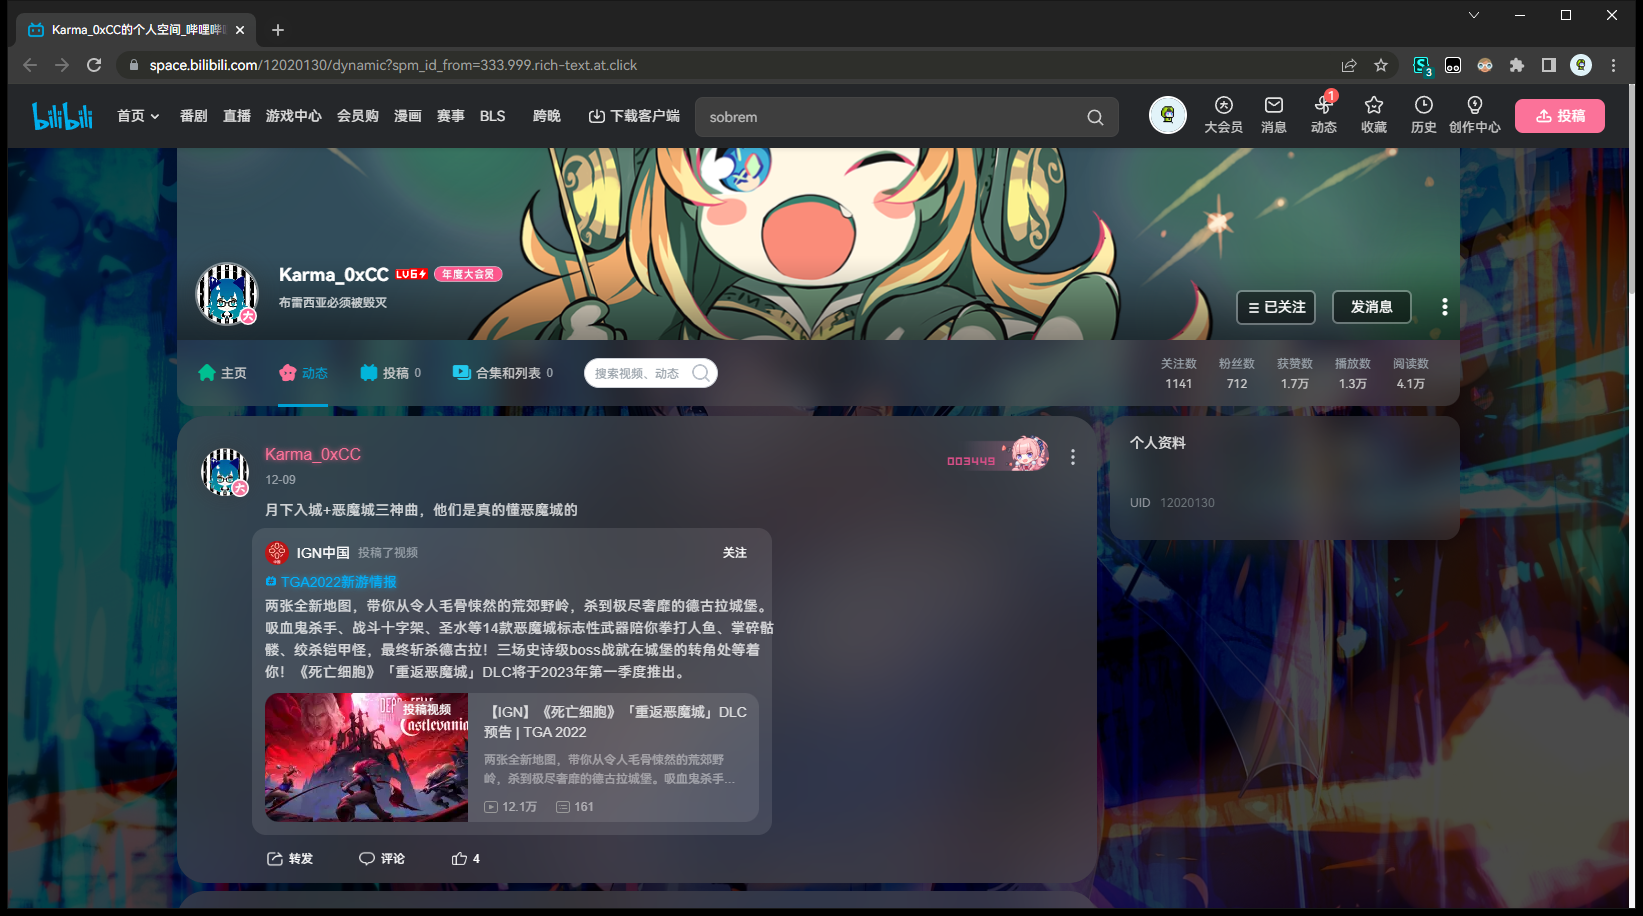 Karma_0xCC的个人空间_哔哩哔
space.bilibili.com/12020130/dynamic?spm_id_from=333.999.rich-text.at.click
3
bilibili
首页
番剧
直播
游戏中心
会员购
漫画
赛事
BLS
跨晚
下载客户端
sobrem
大会员
消息
1
动态
收藏
历史
创作中心
投稿
Karma_0xCC LV6 年度大会员
布雷西亚必须被毁灭
大
已关注
发消息
主页
动态
投稿 0
合集和列表 0
搜索视频、动态
关注数 粉丝数 获赞数 播放数 阅读数
1141 712 1.7万 1.3万 4.1万
Karma_0xCC
003449
12-09
大
月下入城+恶魔城三神曲，他们是真的懂恶魔城的
IGN中国 投稿了视频
关注
TGA2022新游情报
两张全新地图，带你从令人毛骨悚然的荒郊野岭，杀到极尽奢靡的德古拉城堡。
吸血鬼杀手、战斗十字架、圣水等14款恶魔城标志性武器陪你拳打人鱼、掌碎骷
髅、绞杀铠甲怪，最终斩杀德古拉！三场史诗级boss战就在城堡的转角处等着
你！《死亡细胞》「重返恶魔城」DLC将于2023年第一季度推出。
投稿视频
Castlevania
【IGN】《死亡细胞》「重返恶魔城」DLC
预告 | TGA 2022
两张全新地图，带你从令人毛骨悚然的荒郊野
岭，杀到极尽奢靡的德古拉城堡。吸血鬼杀手...
12.1万
161
转发
评论
4
个人资料
UID 12020130